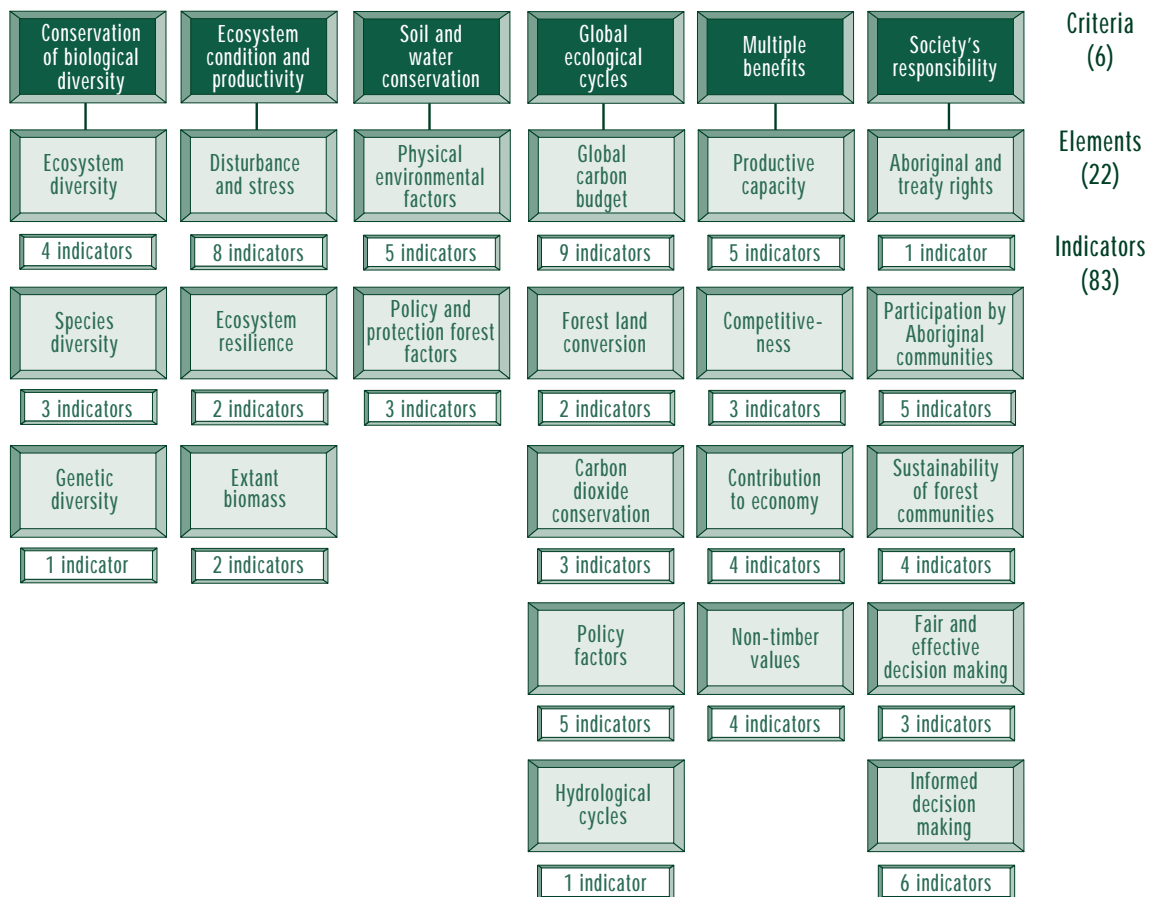 Conservation
of biological
diversity
Ecosystem
condition and
productivity
Soil and
water
conservation
Global
ecological
cycles
Multiple
benefits
Society's
responsibility
Criteria
(6)
Ecosystem
diversity
Disturbance
and stress
Physical
environmental
factors
Global
carbon
budget
Productive
capacity
Aboriginal and
treaty rights
Elements
(22)
4 indicators
8 indicators
5 indicators
9 indicators
5 indicators
1 indicator
Indicators
(83)
Species
diversity
Ecosystem
resilience
Policy and
protection forest
factors
Forest land
conversion
Competitive-
ness
Participation by
Aboriginal
communities
3 indicators
2 indicators
3 indicators
2 indicators
3 indicators
5 indicators
Genetic
diversity
Extant
biomass
Carbon
dioxide
conservation
Contribution
to economy
Sustainability
of forest
communities
1 indicator
2 indicators
3 indicators
4 indicators
4 indicators
Policy
factors
Non-timber
values
Fair and
effective
decision making
5 indicators
4 indicators
3 indicators
Hydrological
cycles
Informed
decision
making
1 indicator
6 indicators